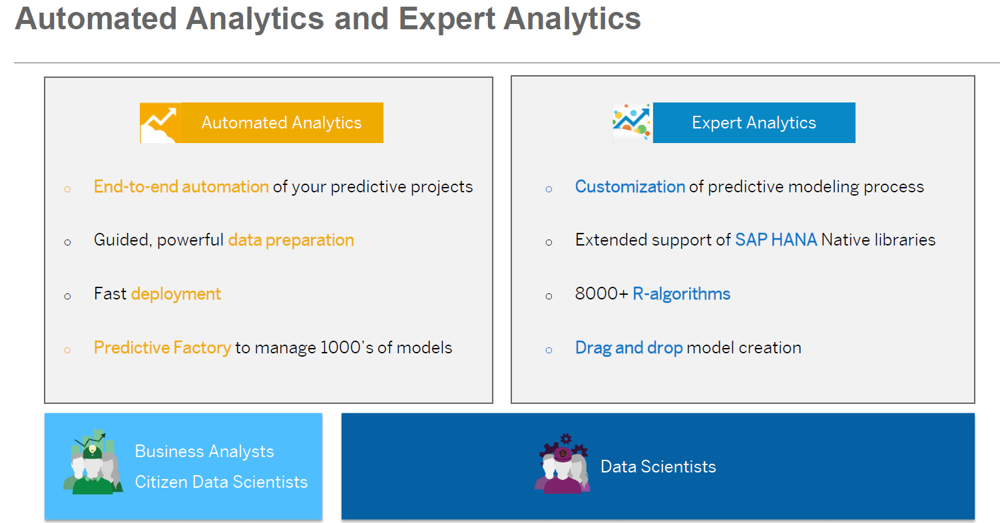 Automated Analytics and Expert Analytics
Automated Analytics
End-to-end automation of your predictive projects
Guided, powerful data preparation
Fast deployment
Predictive Factory to manage 1000's of models
Expert Analytics
Customization of predictive modeling process
Extended support of SAP HANA Native libraries
8000+ R-algorithms
Drag and drop model creation
Business Analysts
Citizen Data Scientists
Data Scientists